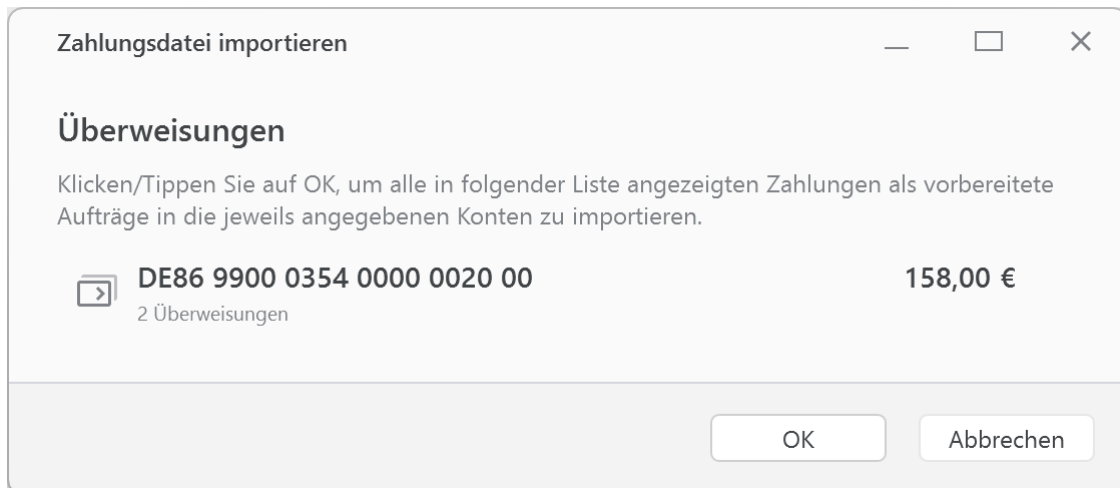 Zahlungsdatei importieren
Überweisungen
Klicken/Tippen Sie auf OK, um alle in folgender Liste angezeigten Zahlungen als vorbereitete
Aufträge in die jeweils angegebenen Konten zu importieren.
DE86 9900 0354 0000 0020 00 158,00 €
2 Überweisungen
OK Abbrechen